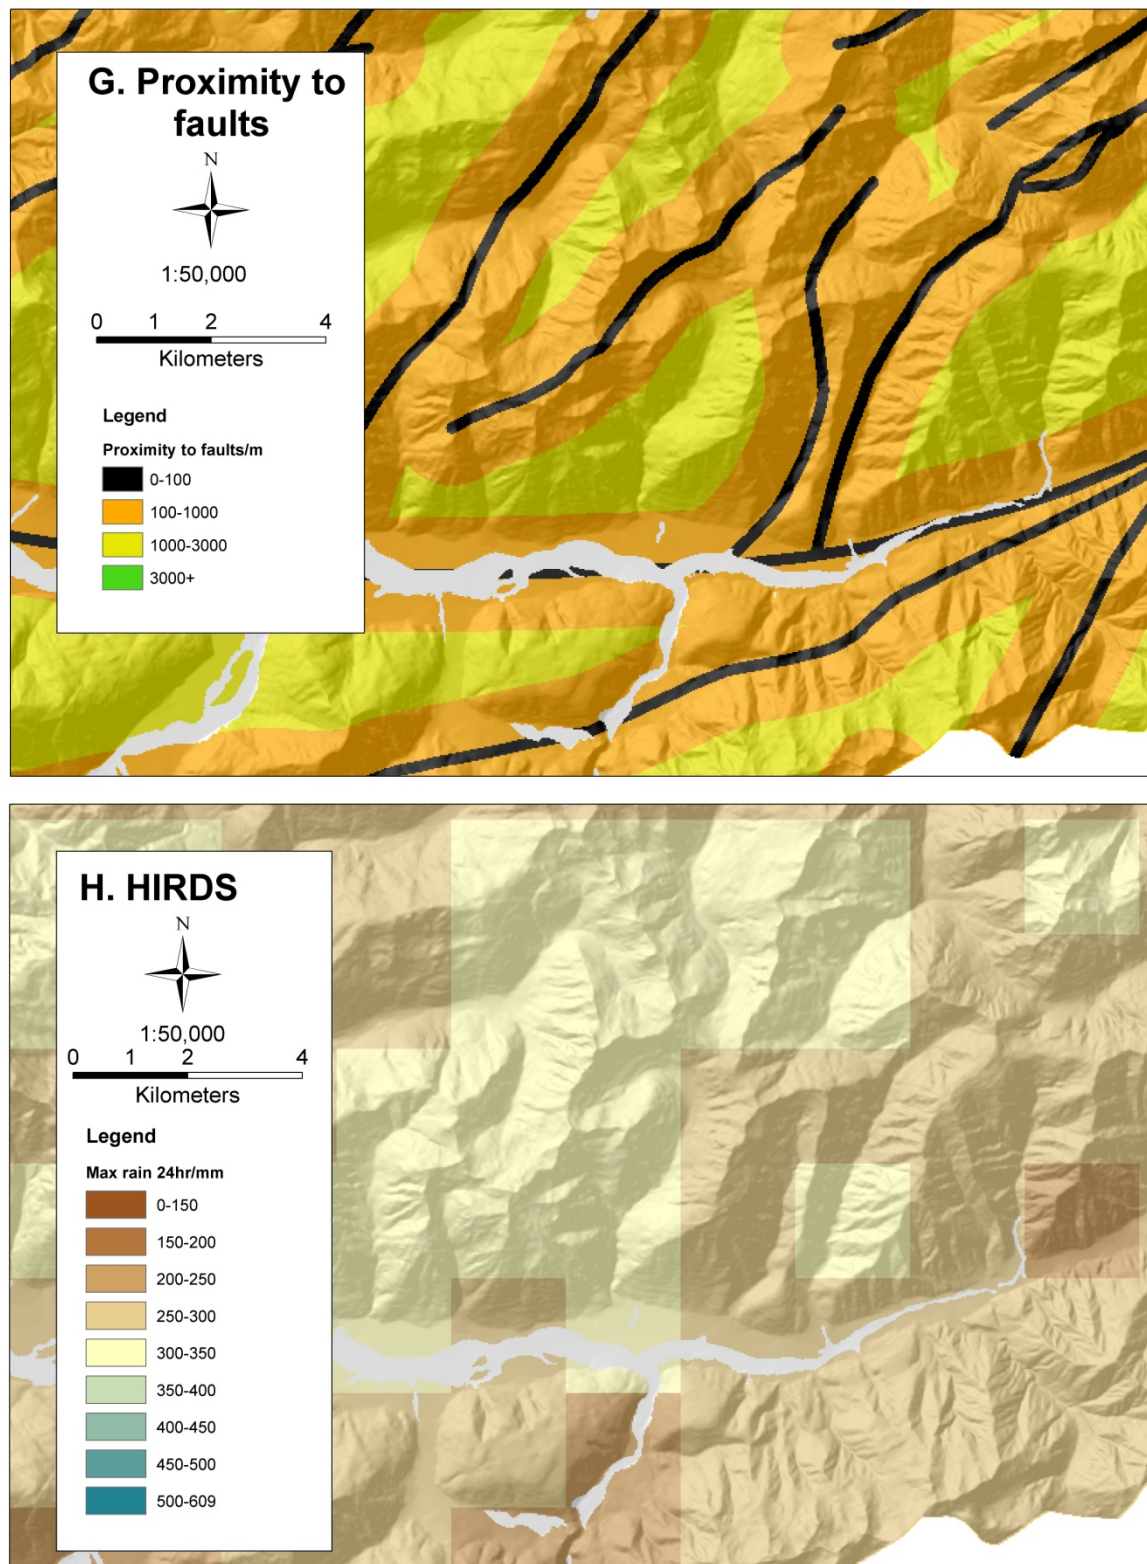 G. Proximity to
faults
N
1:50,000
0 1 2 4
Kilometers
Legend
Proximity to faults/m
0-100
100-1000
1000-3000
3000+
H. HIRDS
N
1:50,000
0 1 2 4
Kilometers
Legend
Max rain 24hr/mm
0-150
150-200
200-250
250-300
300-350
350-400
400-450
450-500
500-609